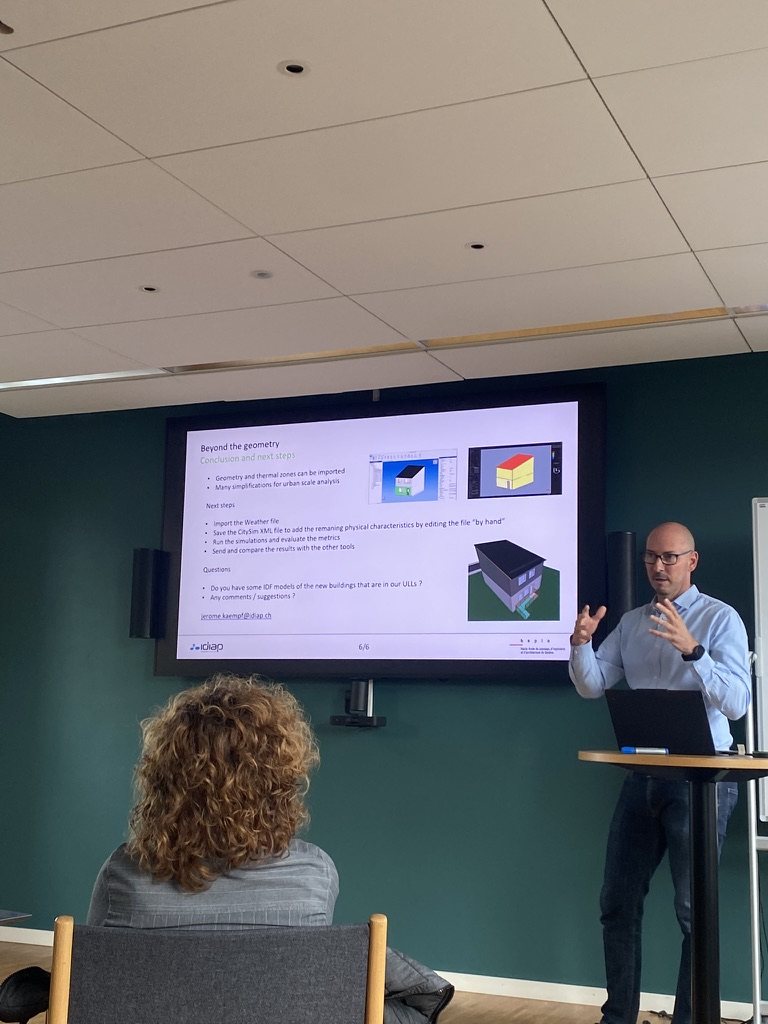 Beyond the geometry
Conclusion and next steps
• Geometry and thermal zones can be imported
• Many simplifications for urban scale analysis
Next steps
• Import the Weather file
• Save the CitySim XML file to add the remaning physical characteristics by editing the file "by hand"
• Run the simulations and evaluate the metrics
• Send and compare the results with the other tools
Questions
• Do you have some IDF models of the new buildings that are in our ULLs ?
• Any comments / suggestions ?
jerome.kaempf@idiap.ch
idiap
6/6
h e p i a